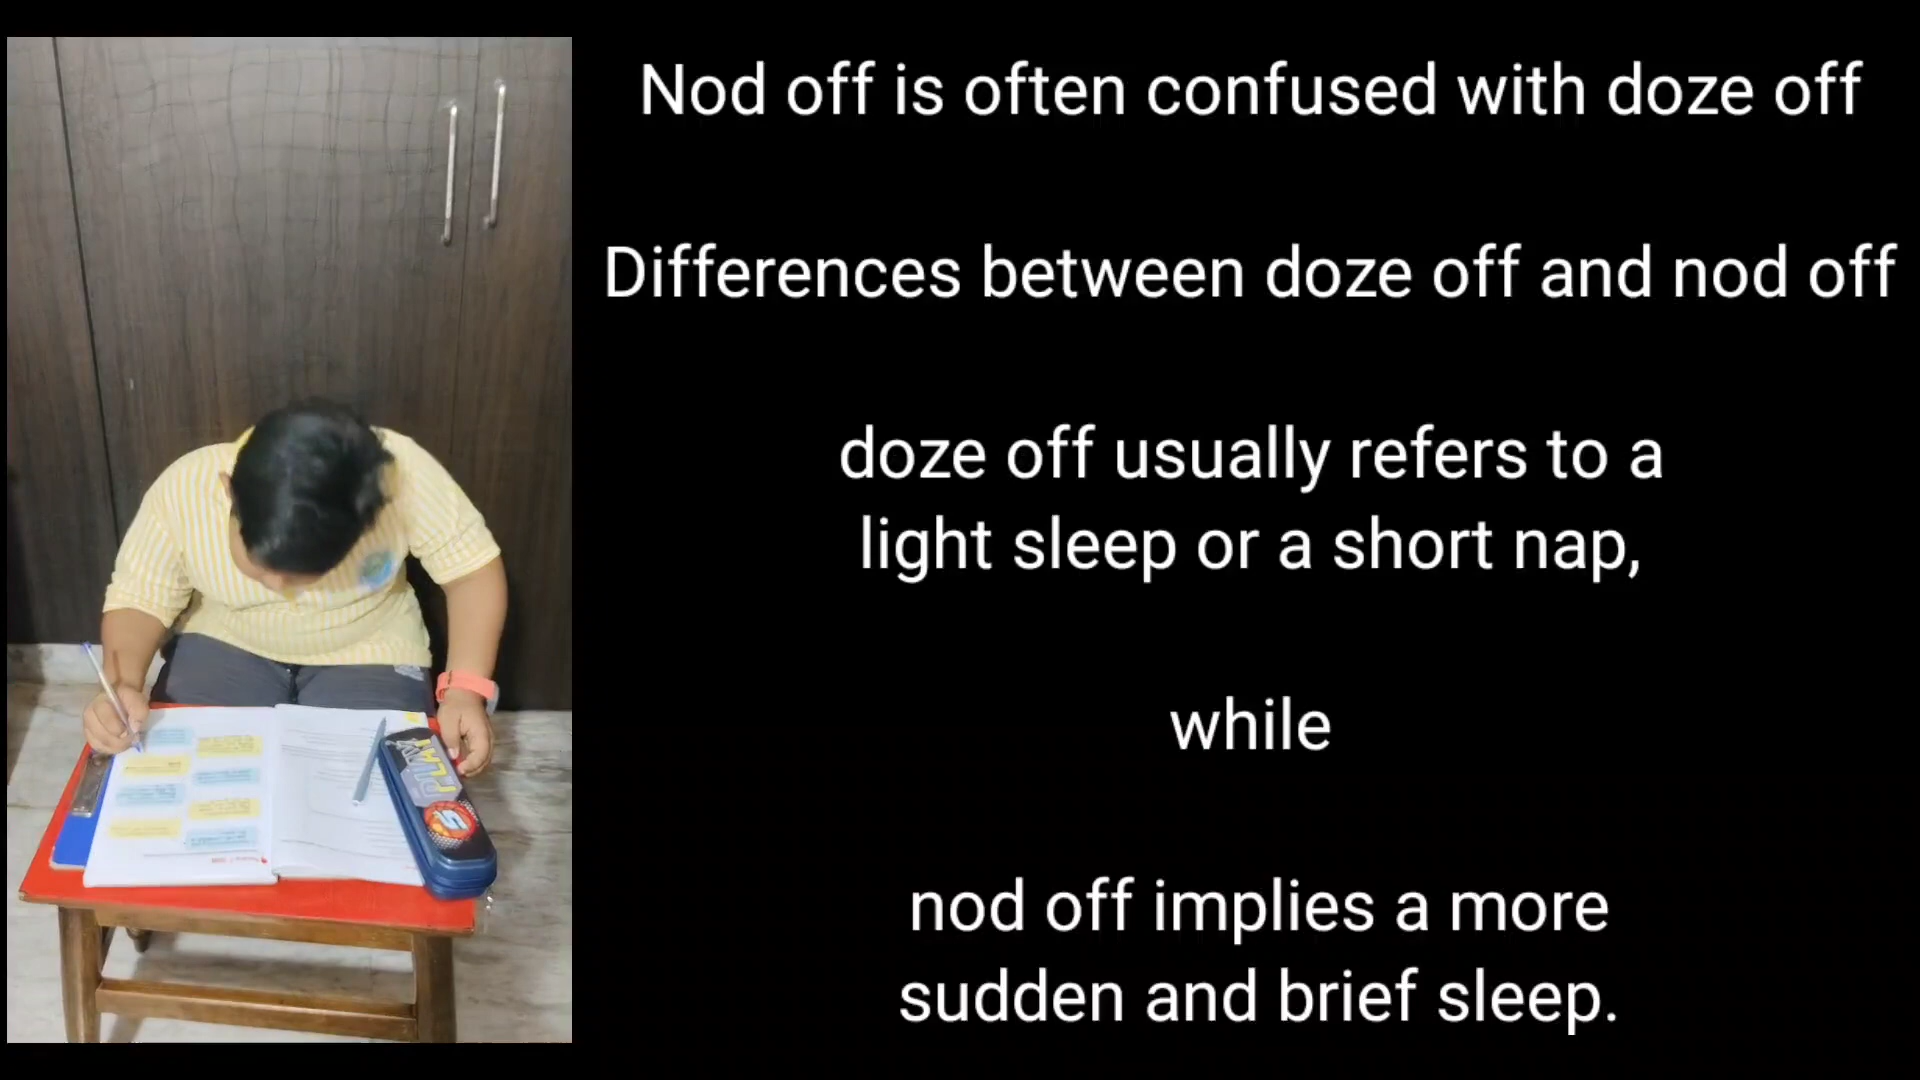 Nod off is often confused with doze off
Differences between doze off and nod off
doze off usually refers to a
light sleep or a short nap,
while
nod off implies a more
sudden and brief sleep.